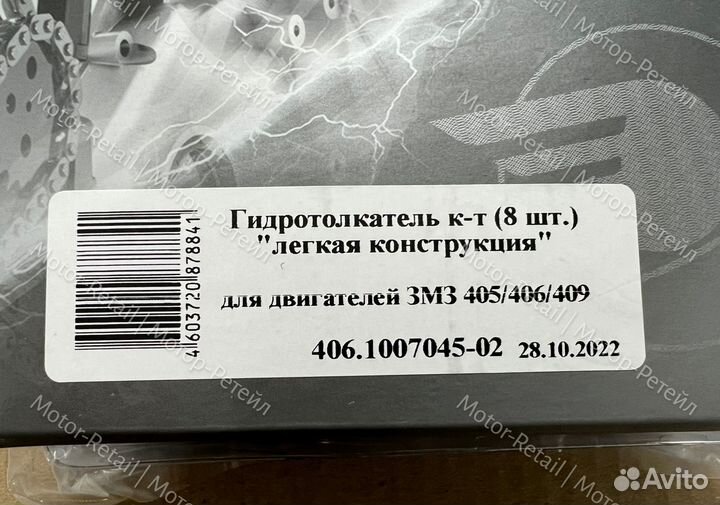 Гидротолкатель к-т (8 шт.)
"легкая конструкция"
для двигателей ЗМЗ 405/406/409
406.1007045-02 28.10.2022
4603720878841
Motor-Retail | Мотор-Ретейл
Avito